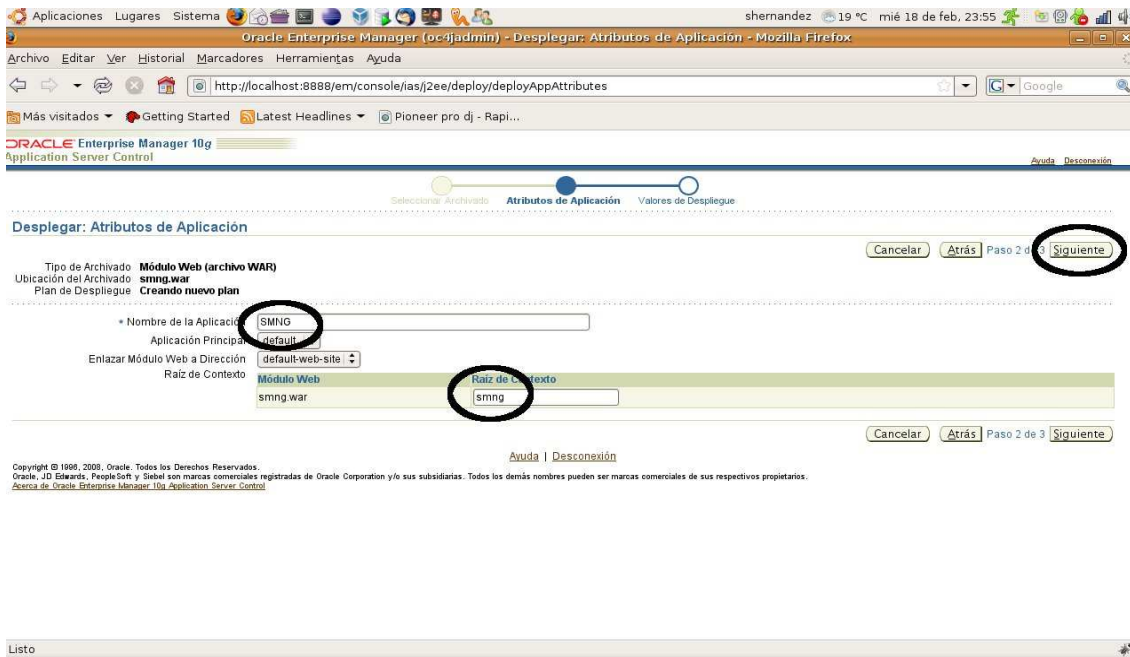 Aplicaciones Lugares Sistema shernandez 19 °C mié 18 de feb, 23:55
Oracle Enterprise Manager (oc4jadmin) - Desplegar: Atributos de Aplicación - Mozilla Firefox
Archivo Editar Ver Historial Marcadores Herramientas Ayuda
http://localhost:8888/em/console/ias/j2ee/deploy/deployAppAttributes Google
Más visitados Getting Started Latest Headlines Pioneer pro dj - Rapi...
ORACLE Enterprise Manager 10g
Application Server Control Ayuda Desconexión
Seleccionar Archivado Atributos de Aplicación Valores de Despliegue
Desplegar: Atributos de Aplicación
Cancelar Atrás Paso 2 de 3 Siguiente
Tipo de Archivado Módulo Web (archivo WAR)
Ubicación del Archivado smng.war
Plan de Despliegue Creando nuevo plan
* Nombre de la Aplicación SMNG
Aplicación Principal default
Enlazar Módulo Web a Dirección default-web-site
Raíz de Contexto Módulo Web Raíz de Contexto
smng.war smng
Cancelar Atrás Paso 2 de 3 Siguiente
Ayuda | Desconexión
Copyright © 1996, 2008, Oracle. Todos los Derechos Reservados.
Oracle, JD Edwards, PeopleSoft y Siebel son marcas comerciales registradas de Oracle Corporation y/o sus subsidiarias. Todos los demás nombres pueden ser marcas comerciales de sus respectivos propietarios.
Acerca de Oracle Enterprise Manager 10g Application Server Control
Listo